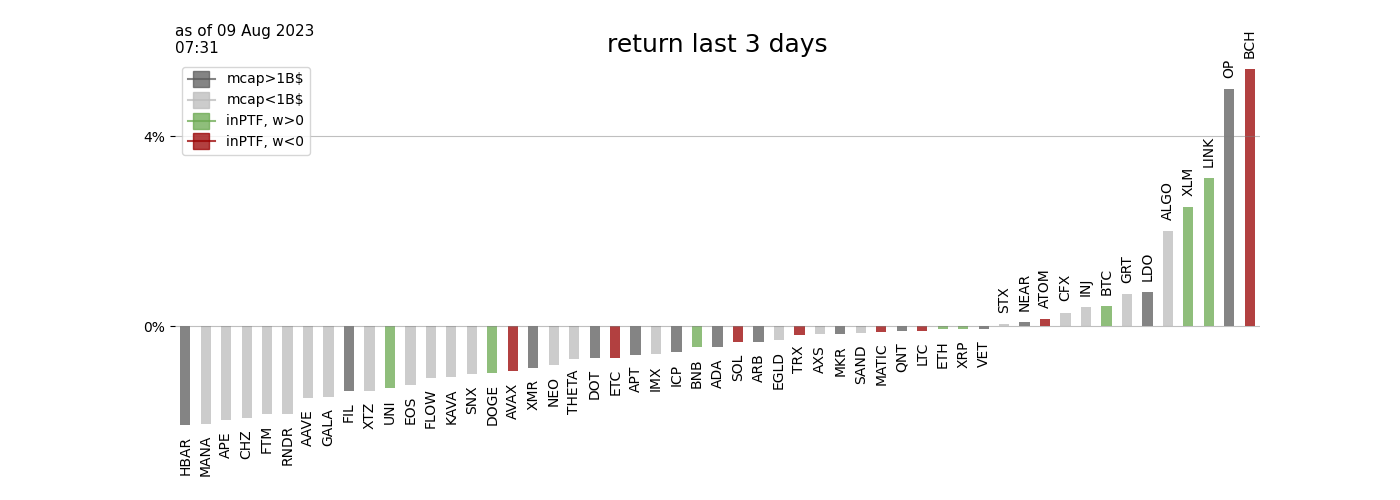 as of 09 Aug 2023
07:31
return last 3 days
mcap>1B$
mcap<1B$
inPTF, w>0
inPTF, w<0
4%
0%
HBAR
MANA
APE
CHZ
FTM
RNDR
AAVE
GALA
FIL
XTZ
UNI
EOS
FLOW
KAVA
SNX
DOGE
AVAX
XMR
NEO
THETA
DOT
ETC
APT
IMX
ICP
BNB
ADA
SOL
ARB
EGLD
TRX
AXS
MKR
SAND
MATIC
QNT
LTC
ETH
XRP
VET
STX
NEAR
ATOM
CFX
INJ
BTC
GRT
LDO
ALGO
XLM
LINK
OP
BCH